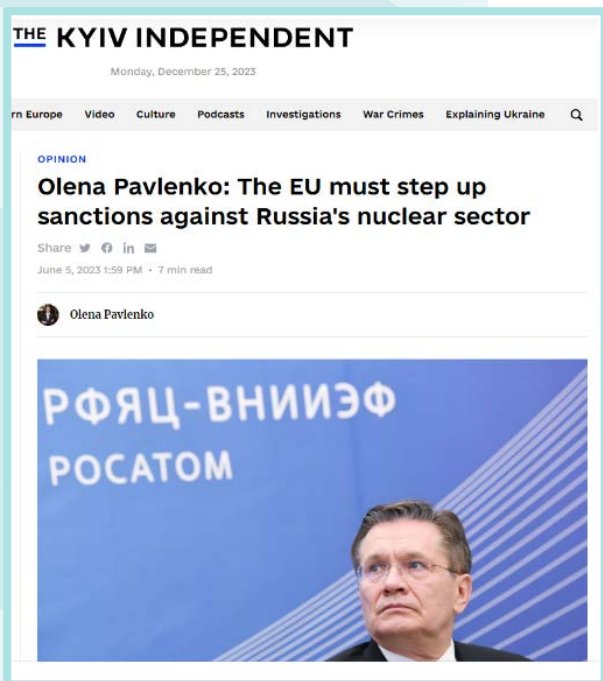 THE KYIV INDEPENDENT
Monday, December 25, 2023
rn Europe Video Culture Podcasts Investigations War Crimes Explaining Ukraine
OPINION
Olena Pavlenko: The EU must step up
sanctions against Russia's nuclear sector
Share
June 5, 2023 1:59 PM • 7 min read
Olena Pavlenko
РФЯЦ-ВНИИЭФ
РОСАТОМ